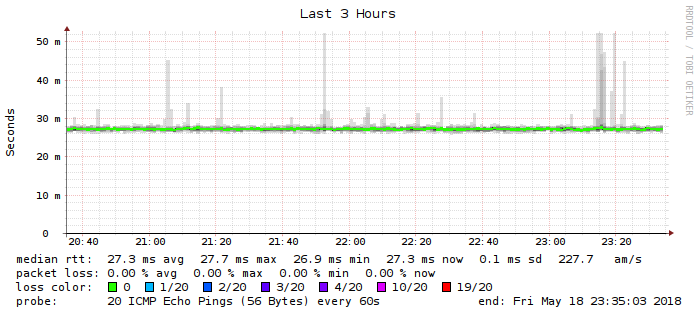 Last 3 Hours
RRDTOOL / TOBI OETIKER
Seconds
50 m
40 m
30 m
20 m
10 m
0
20:40 21:00 21:20 21:40 22:00 22:20 22:40 23:00 23:20
median rtt: 27.3 ms avg 27.7 ms max 26.9 ms min 27.3 ms now 0.1 ms sd 227.7 am/s
packet loss: 0.00 % avg 0.00 % max 0.00 % min 0.00 % now
loss color: 0 1/20 2/20 3/20 4/20 10/20 19/20
probe: 20 ICMP Echo Pings (56 Bytes) every 60s end: Fri May 18 23:35:03 2018